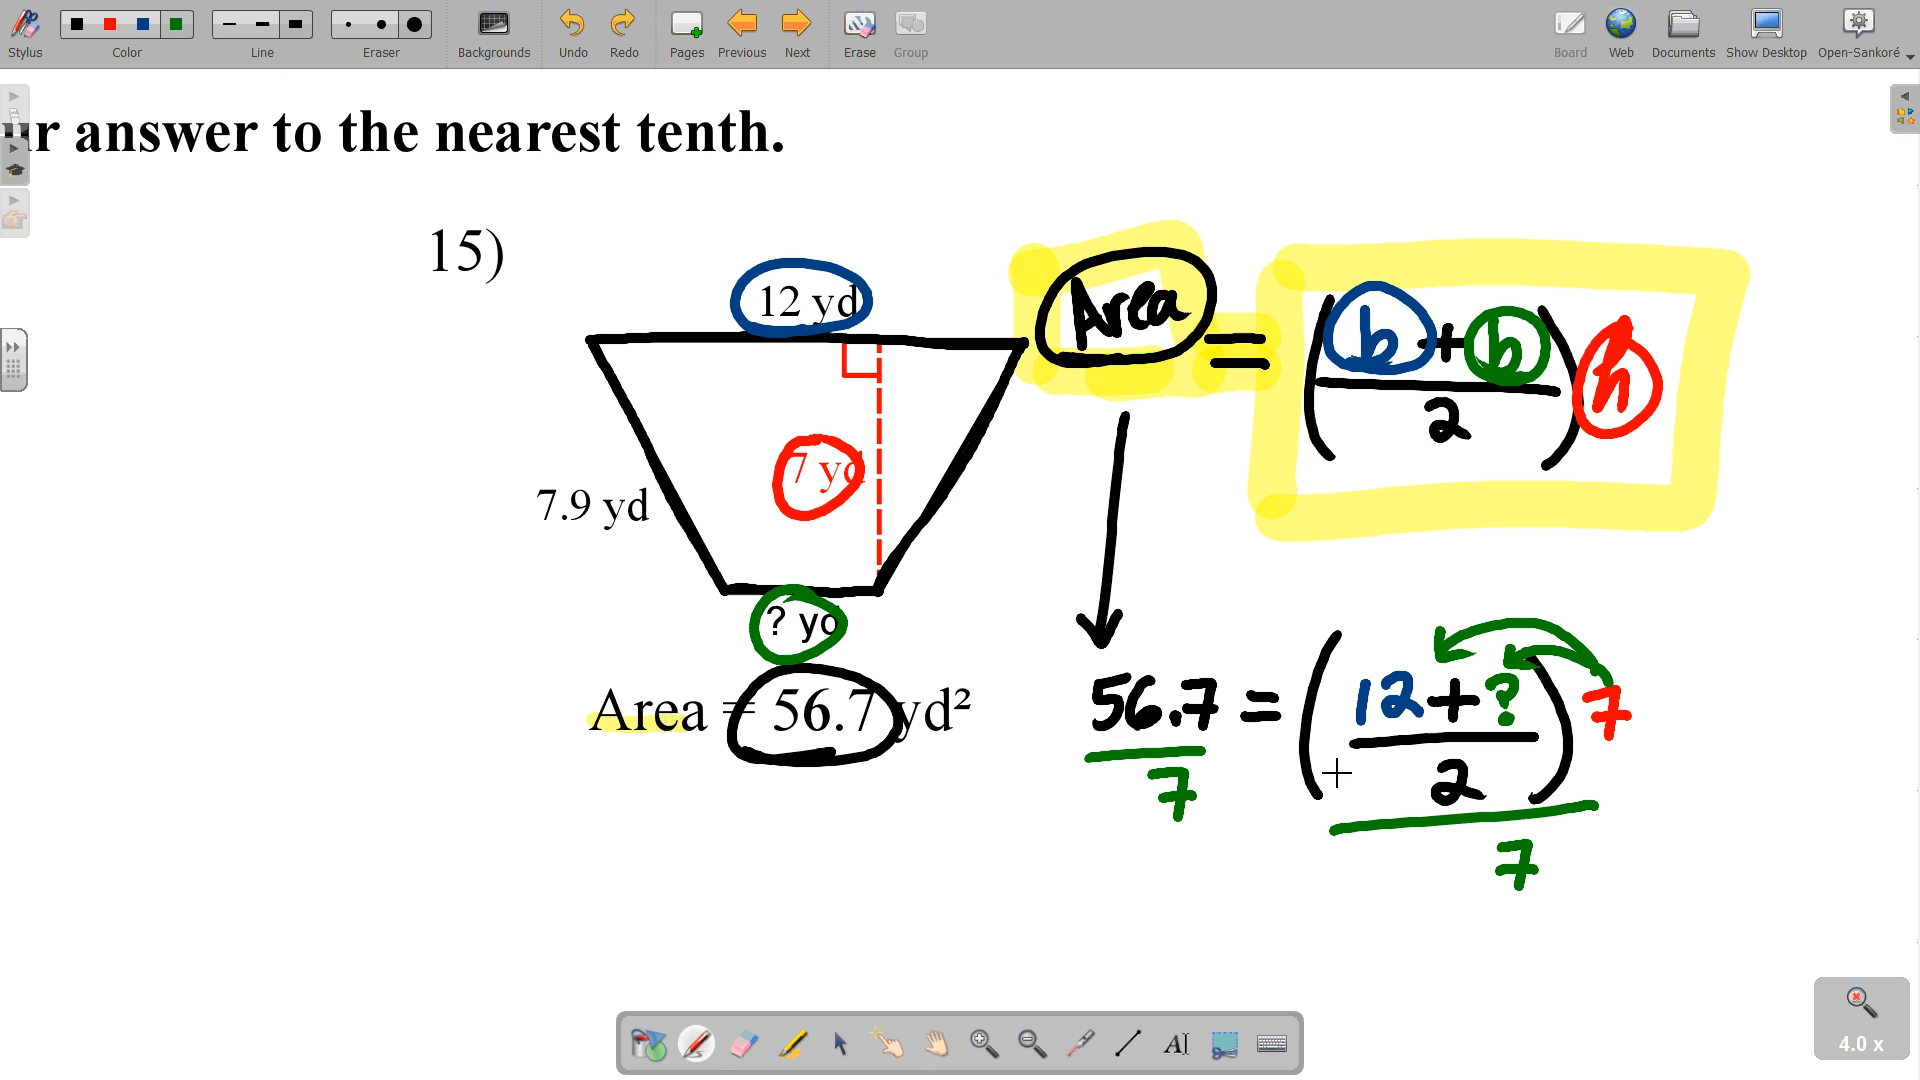 Stylus Color Line Eraser Backgrounds Undo Redo Pages Previous Next Erase Group Board Web Documents Show Desktop Open-Sankoré
ur answer to the nearest tenth.
15)
12 yd
Area = (b+b/2)h
7 yd
7.9 yd
? yd
Area = 56.7 yd²
56.7 = (12+?/2)7
7
7
4.0 x